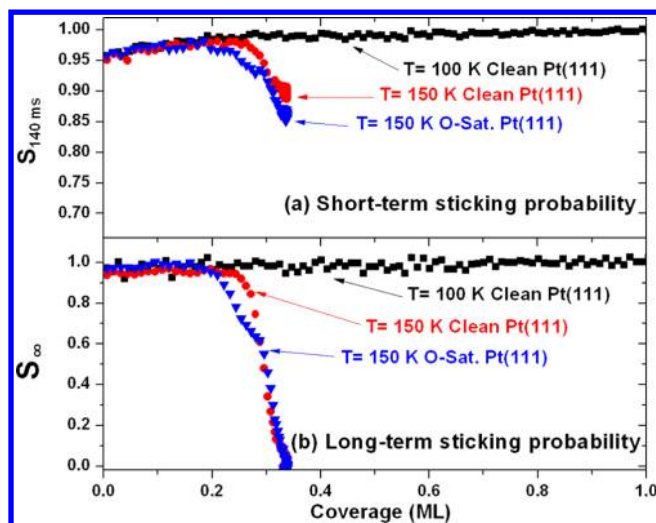 1.00
0.95
0.90
0.85
0.80
0.75
0.70
S140 ms
T= 100 K Clean Pt(111)
T= 150 K Clean Pt(111)
T= 150 K O-Sat. Pt(111)
(a) Short-term sticking probability
1.0
0.8
0.6
0.4
0.2
0.0
S∞
T= 100 K Clean Pt(111)
T= 150 K Clean Pt(111)
T= 150 K O-Sat. Pt(111)
(b) Long-term sticking probability
0.0 0.2 0.4 0.6 0.8 1.0
Coverage (ML)